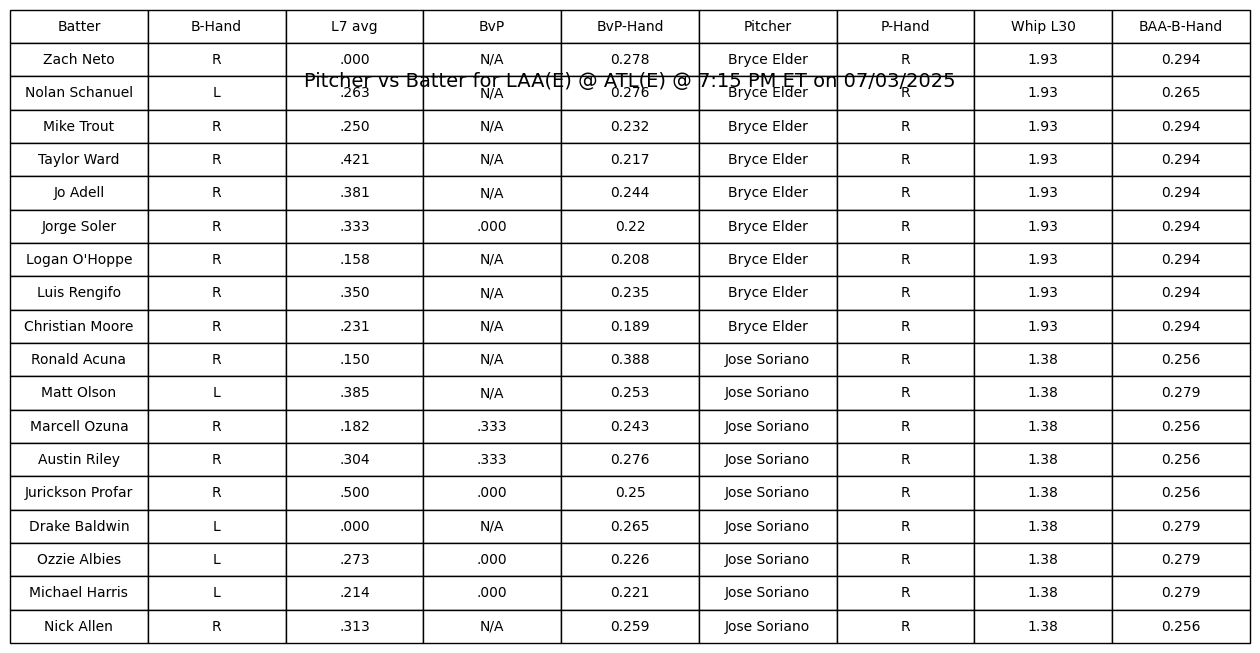 Batter B-Hand L7 avg BvP BvP-Hand Pitcher P-Hand Whip L30 BAA-B-Hand
Zach Neto R .000 N/A 0.278 Bryce Elder R 1.93 0.294
Pitcher vs Batter for LAA(E) @ ATL(E) @ 7:15 PM ET on 07/03/2025
Nolan Schanuel L .263 N/A 0.276 Bryce Elder R 1.93 0.265
Mike Trout R .250 N/A 0.232 Bryce Elder R 1.93 0.294
Taylor Ward R .421 N/A 0.217 Bryce Elder R 1.93 0.294
Jo Adell R .381 N/A 0.244 Bryce Elder R 1.93 0.294
Jorge Soler R .333 .000 0.22 Bryce Elder R 1.93 0.294
Logan O'Hoppe R .158 N/A 0.208 Bryce Elder R 1.93 0.294
Luis Rengifo R .350 N/A 0.235 Bryce Elder R 1.93 0.294
Christian Moore R .231 N/A 0.189 Bryce Elder R 1.93 0.294
Ronald Acuna R .150 N/A 0.388 Jose Soriano R 1.38 0.256
Matt Olson L .385 N/A 0.253 Jose Soriano R 1.38 0.279
Marcell Ozuna R .182 .333 0.243 Jose Soriano R 1.38 0.256
Austin Riley R .304 .333 0.276 Jose Soriano R 1.38 0.256
Jurickson Profar R .500 .000 0.25 Jose Soriano R 1.38 0.256
Drake Baldwin L .000 N/A 0.265 Jose Soriano R 1.38 0.279
Ozzie Albies L .273 .000 0.226 Jose Soriano R 1.38 0.279
Michael Harris L .214 .000 0.221 Jose Soriano R 1.38 0.279
Nick Allen R .313 N/A 0.259 Jose Soriano R 1.38 0.256